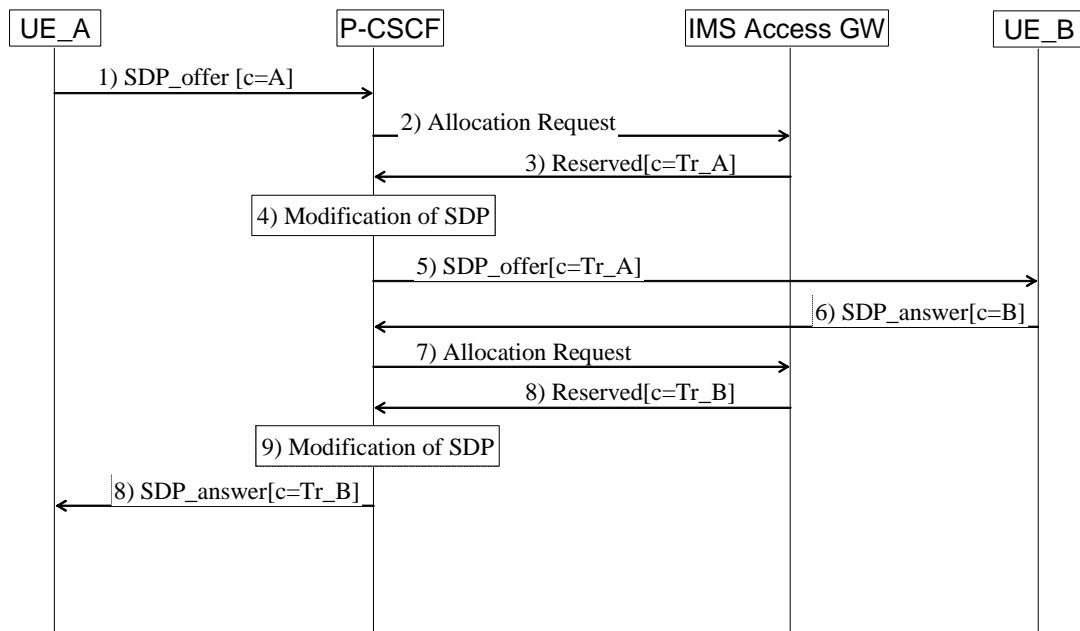 UE_A
P-CSCF
IMS Access GW
UE_B
1) SDP_offer [c=A]
2) Allocation Request
3) Reserved[c=Tr_A]
4) Modification of SDP
5) SDP_offer[c=Tr_A]
6) SDP_answer[c=B]
7) Allocation Request
8) Reserved[c=Tr_B]
9) Modification of SDP
8) SDP_answer[c=Tr_B]